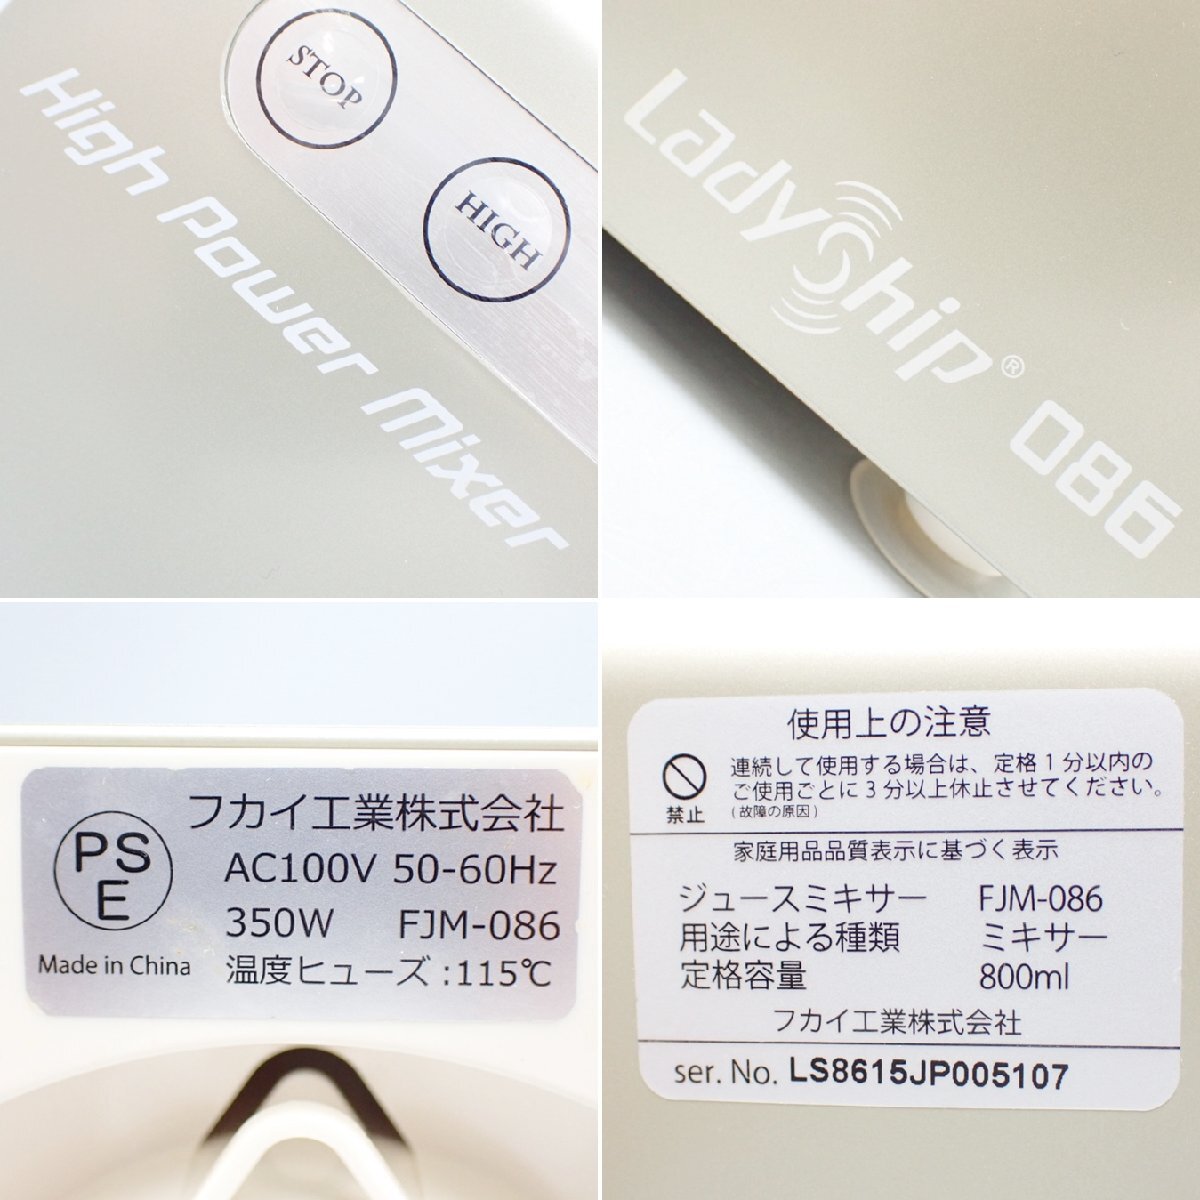 STOP
HIGH
High Power Mixer
LadyShip® 086
PSE
フカイ工業株式会社
AC100V 50-60Hz
350W FJM-086
Made in China
温度ヒューズ:115℃
使用上の注意
禁止
連続して使用する場合は、定格1分以内の
ご使用ごとに3分以上休止させてください。
(故障の原因)
家庭用品品質表示に基づく表示
ジュースミキサー FJM-086
用途による種類 ミキサー
定格容量 800ml
フカイ工業株式会社
ser. No. LS8615JP005107